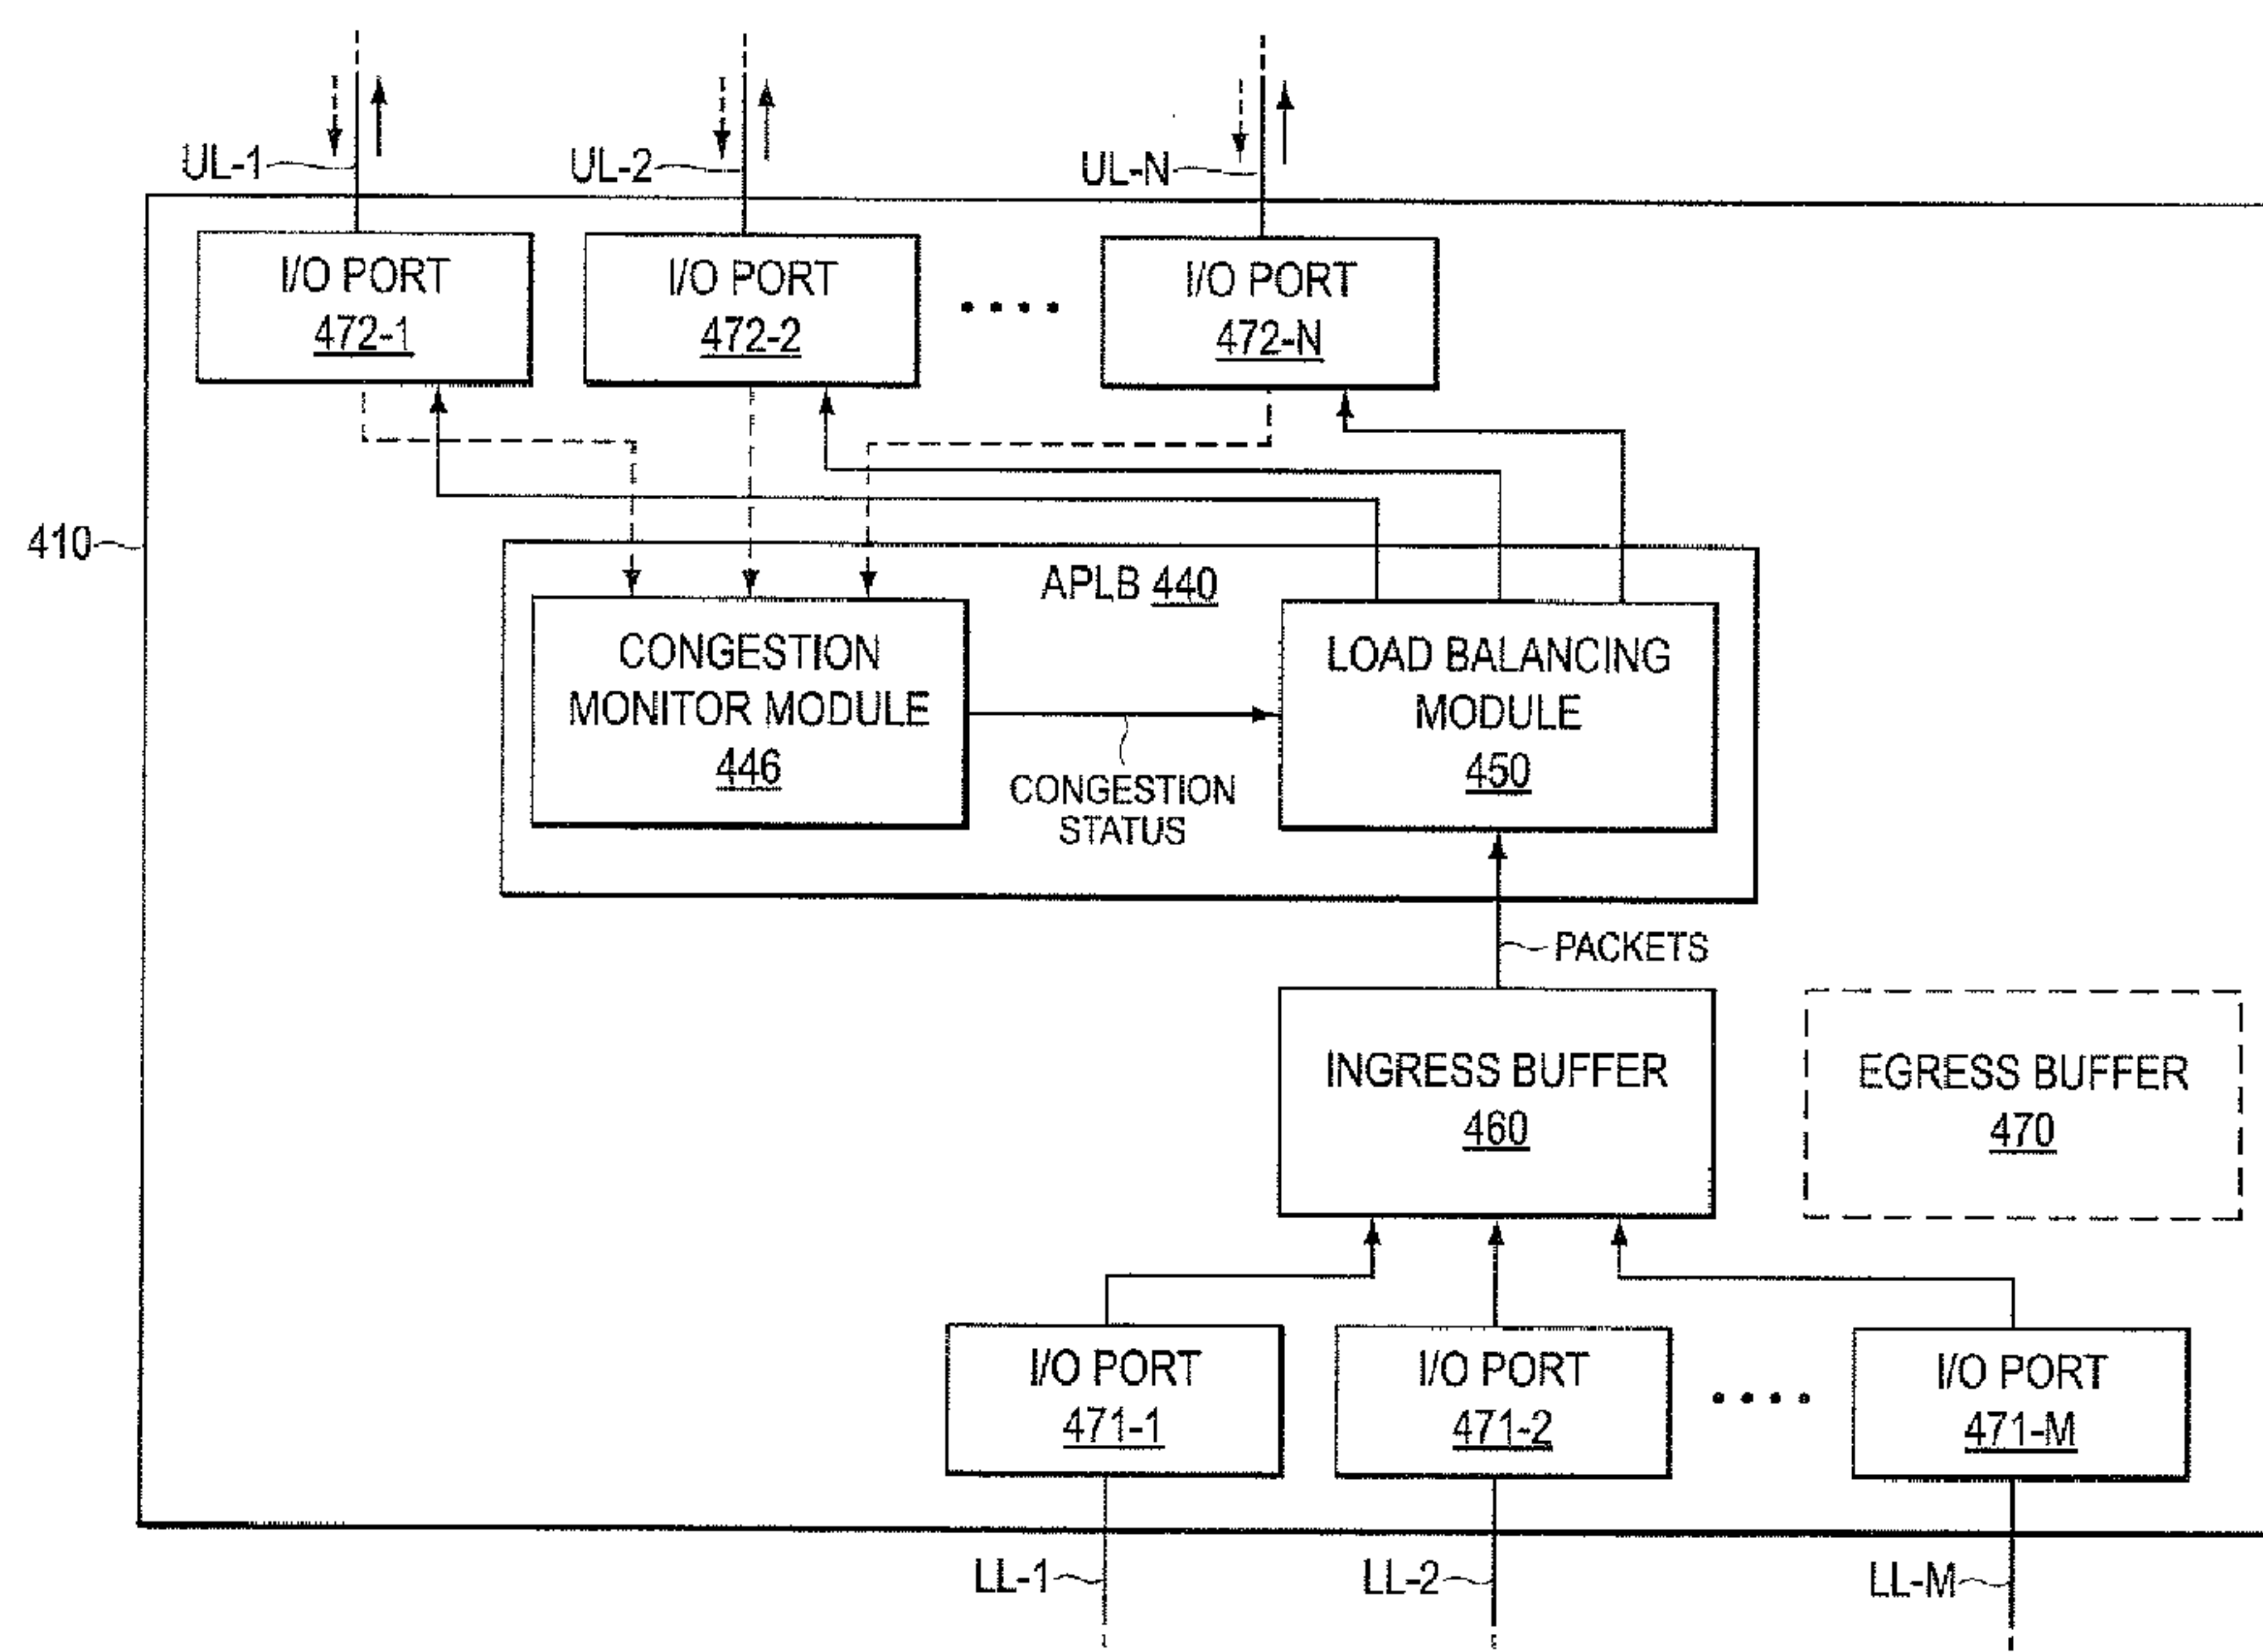 UL-1
UL-2
UL-N
I/O PORT
472-1
I/O PORT
472-2
I/O PORT
472-N
410
APLB 440
CONGESTION
MONITOR MODULE
446
LOAD BALANCING
MODULE
450
CONGESTION
STATUS
PACKETS
INGRESS BUFFER
460
EGRESS BUFFER
470
I/O PORT
471-1
I/O PORT
471-2
I/O PORT
471-M
LL-1
LL-2
LL-M